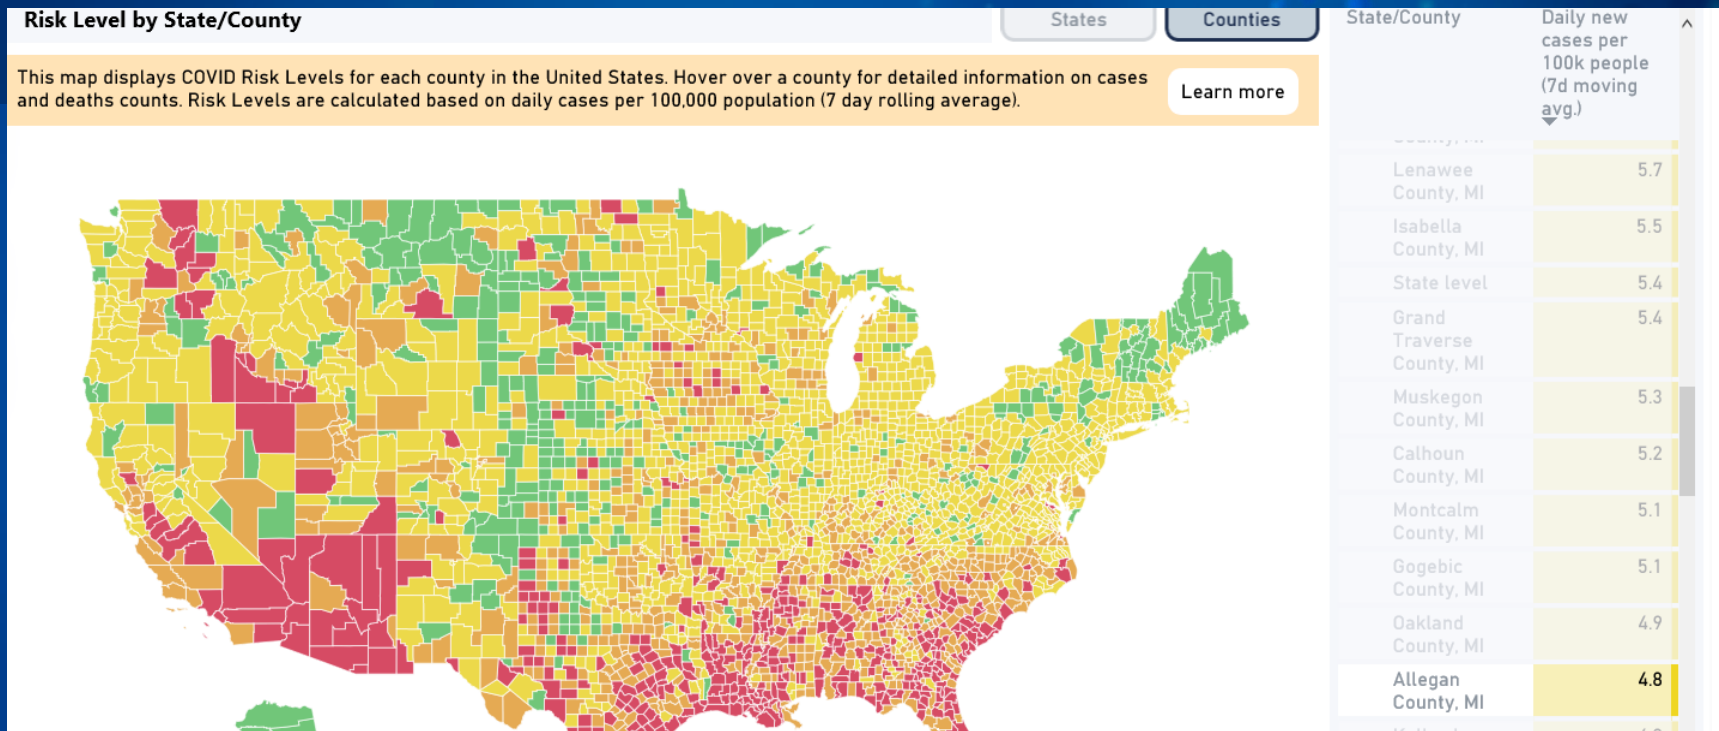 Risk Level by State/County
States
Counties
This map displays COVID Risk Levels for each county in the United States. Hover over a county for detailed information on cases
and deaths counts. Risk Levels are calculated based on daily cases per 100,000 population (7 day rolling average).
Learn more
State/County
Daily new
cases per
100k people
(7d moving
avg.)
Lenawee
County, MI
5.7
Isabella
County, MI
5.5
State level
5.4
Grand
Traverse
County, MI
5.4
Muskegon
County, MI
5.3
Calhoun
County, MI
5.2
Montcalm
County, MI
5.1
Gogebic
County, MI
5.1
Oakland
County, MI
4.9
Allegan
County, MI
4.8